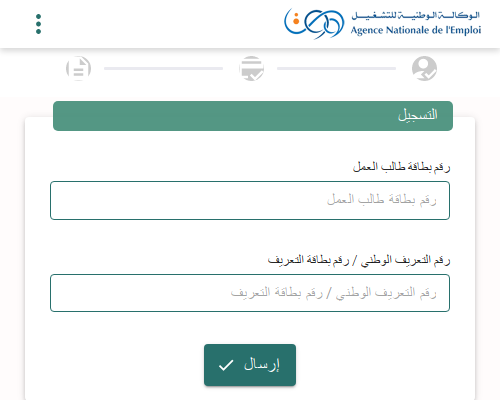 الوكالة الوطنية للتشغيل
Agence Nationale de l'Emploi
التسجيل
رقم بطاقة طالب العمل
رقم بطاقة طالب العمل
رقم التعريف الوطني / رقم بطاقة التعريف
رقم التعريف الوطني / رقم بطاقة التعريف
إرسال